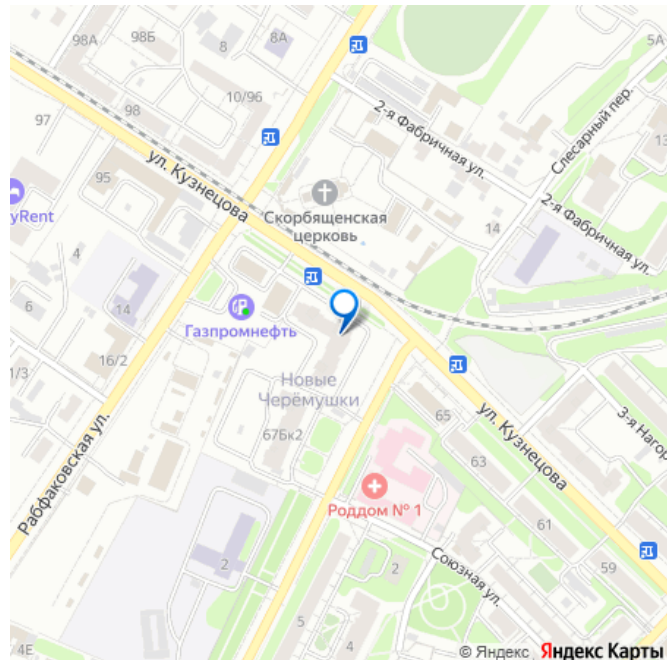 98А
98Б
8
8А
5А
10/96
98
97
2-я Фабричная ул.
Слесарный пер.
13
ул. Кузнецова
95
yRent
Скорбященская
церковь
14
2-я Фабричная ул.
4
6
14
Газпромнефть
16/2
1/3
Новые
Черёмушки
67Бк2
65
ул. Кузнецова
3-я Нагор
63
Рабфаковская ул.
Роддом № 1
61
Союзная ул.
2
2
59
5
4
4Е
© Яндекс Яндекс Карты